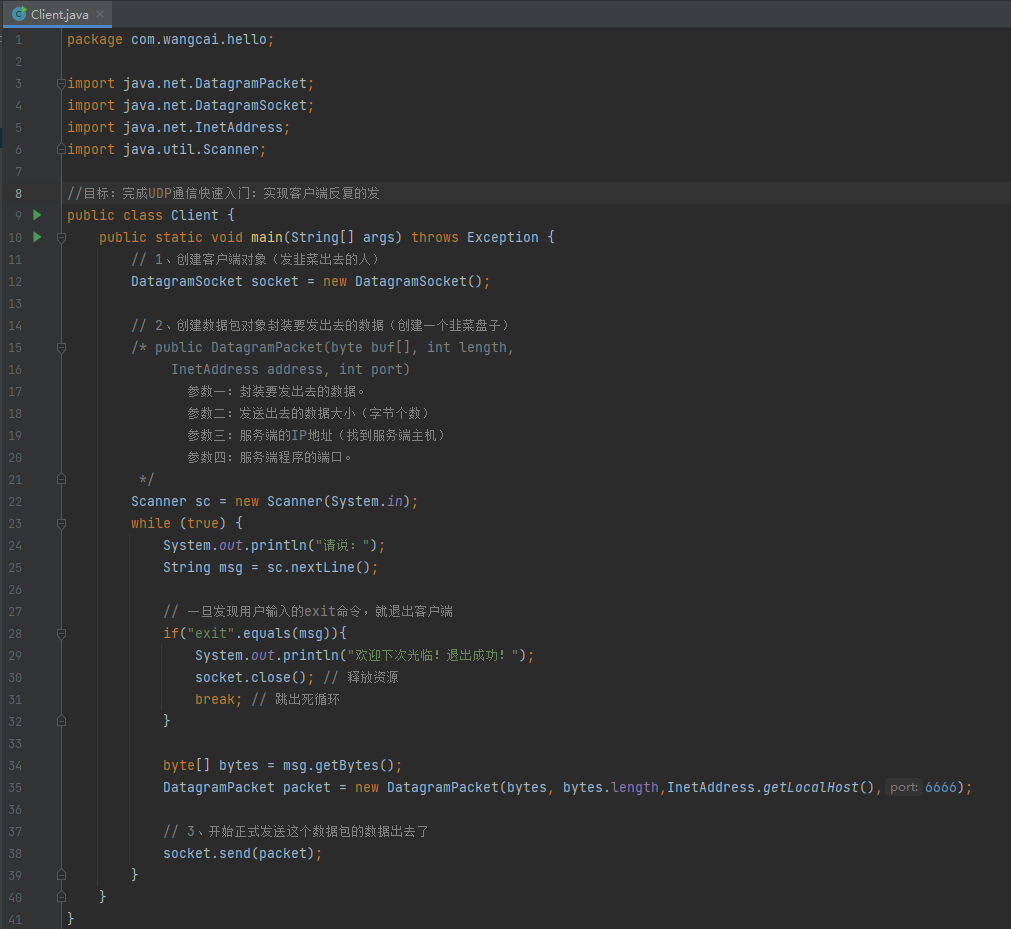 Client.java
1 package com.wangcai.hello;
2
3 import java.net.DatagramPacket;
4 import java.net.DatagramSocket;
5 import java.net.InetAddress;
6 import java.util.Scanner;
7
8 //目标：完成UDP通信快速入门：实现客户端反复的发
9 public class Client {
10 public static void main(String[] args) throws Exception {
11 // 1、创建客户端对象（发韭菜出去的人）
12 DatagramSocket socket = new DatagramSocket();
13
14 // 2、创建数据包对象封装要发出去的数据（创建一个韭菜盘子）
15 /* public DatagramPacket(byte buf[], int length,
16 InetAddress address, int port)
17 参数一：封装要发出去的数据。
18 参数二：发送出去的数据大小（字节个数）
19 参数三：服务端的IP地址（找到服务端主机）
20 参数四：服务端程序的端口。
21 */
22 Scanner sc = new Scanner(System.in);
23 while (true) {
24 System.out.println("请说：");
25 String msg = sc.nextLine();
26
27 // 一旦发现用户输入的exit命令，就退出客户端
28 if("exit".equals(msg)){
29 System.out.println("欢迎下次光临！退出成功！");
30 socket.close(); // 释放资源
31 break; // 跳出死循环
32 }
33
34 byte[] bytes = msg.getBytes();
35 DatagramPacket packet = new DatagramPacket(bytes, bytes.length,InetAddress.getLocalHost(), port: 6666);
36
37 // 3、开始正式发送这个数据包的数据出去了
38 socket.send(packet);
39 }
40 }
41 }